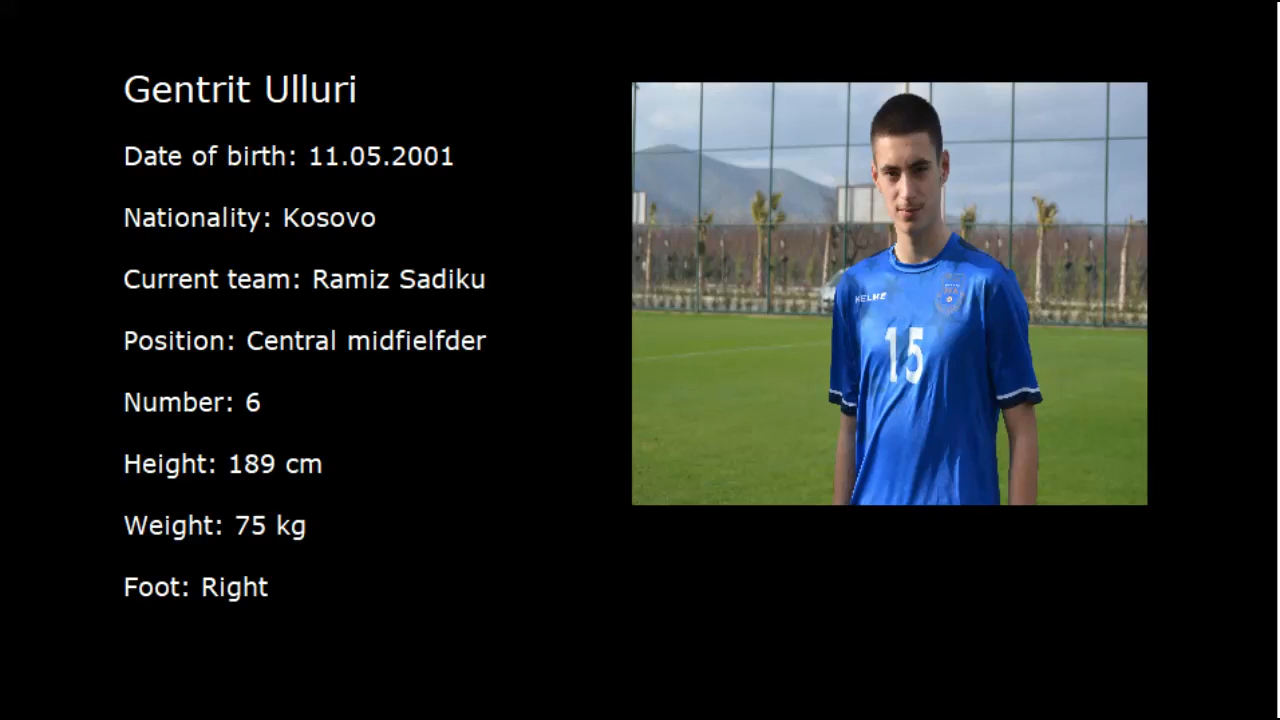 Gentrit Ulluri
Date of birth: 11.05.2001
Nationality: Kosovo
Current team: Ramiz Sadiku
Position: Central midfielfder
Number: 6
Height: 189 cm
Weight: 75 kg
Foot: Right
KELME
15